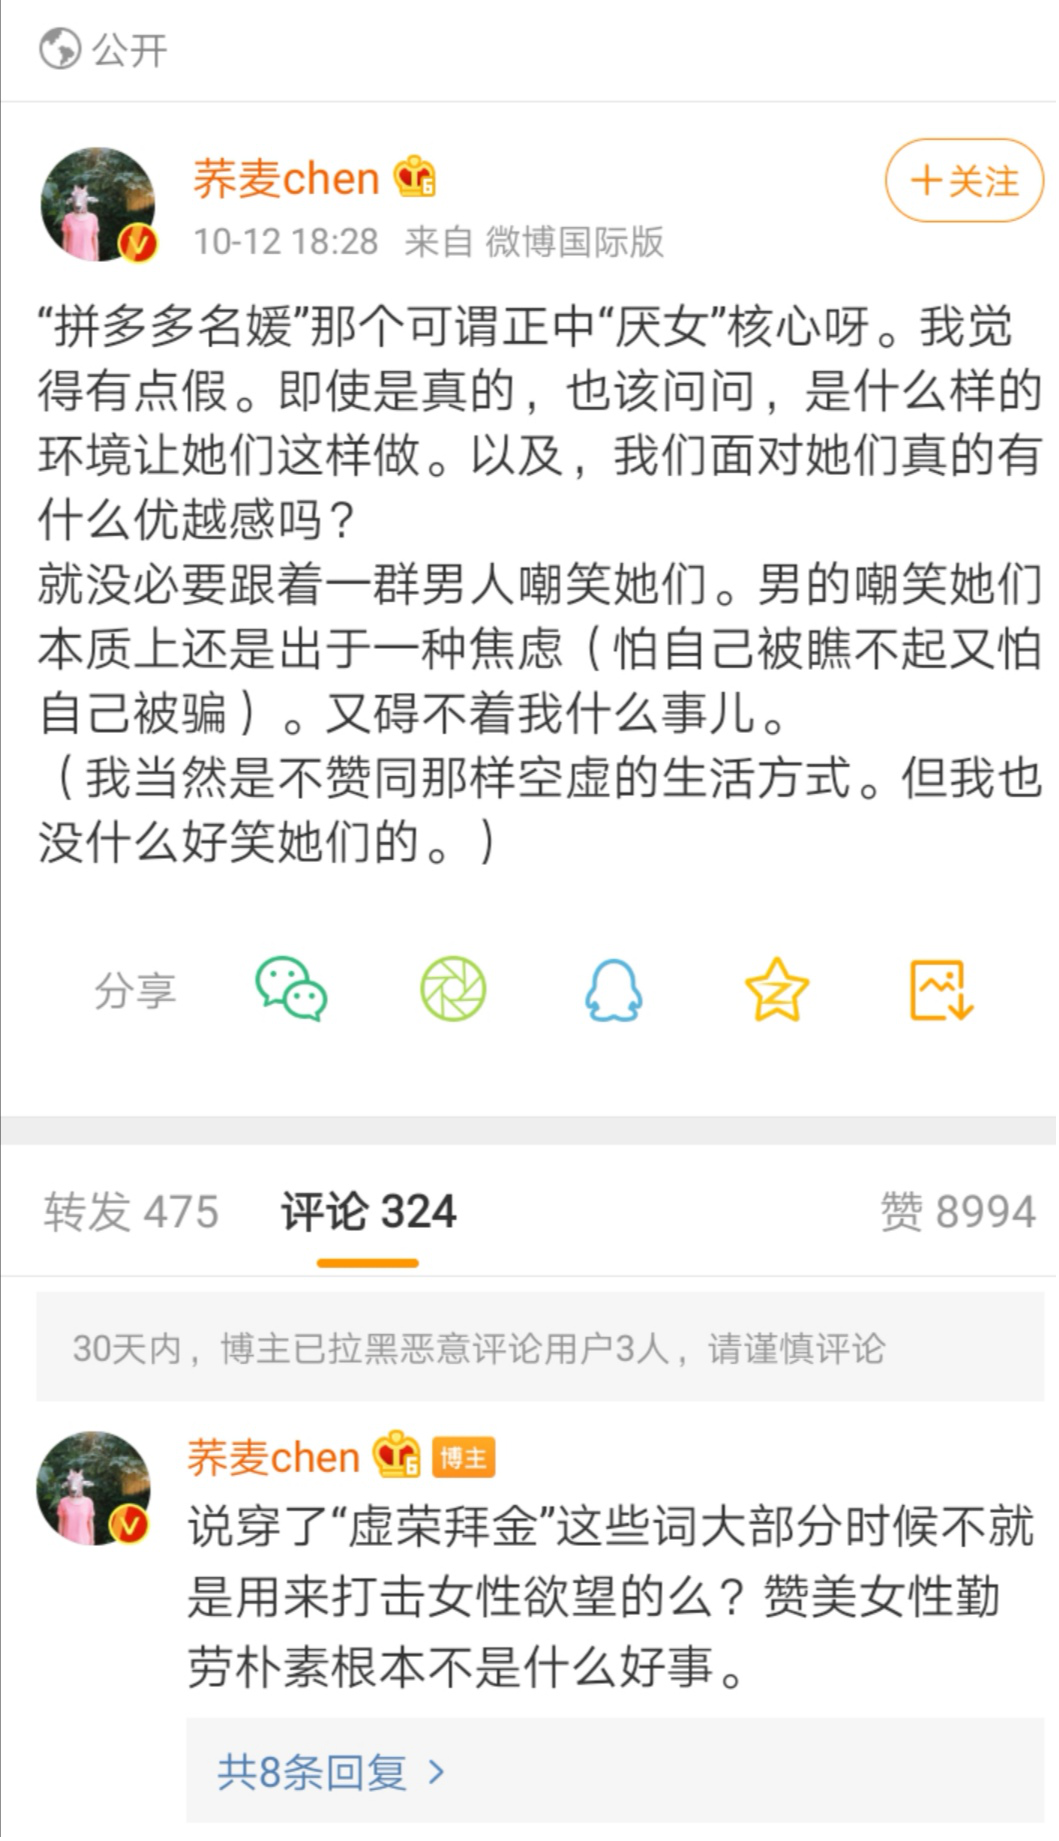 公开
荞麦chen 6
+关注
10-12 18:28 来自 微博国际版
“拼多多名媛”那个可谓正中“厌女”核心呀。我觉
得有点假。即使是真的，也该问问，是什么样的
环境让她们这样做。以及，我们面对她们真的有
什么优越感吗？
就没必要跟着一群男人嘲笑她们。男的嘲笑她们
本质上还是出于一种焦虑（怕自己被瞧不起又怕
自己被骗）。又碍不着我什么事儿。
（我当然是不赞同那样空虚的生活方式。但我也
没什么好笑她们的。）
分享
转发 475 评论 324 赞 8994
30天内，博主已拉黑恶意评论用户3人，请谨慎评论
荞麦chen 6 博主
说穿了“虚荣拜金”这些词大部分时候不就
是用来打击女性欲望的么？赞美女性勤
劳朴素根本不是什么好事。
共8条回复 >